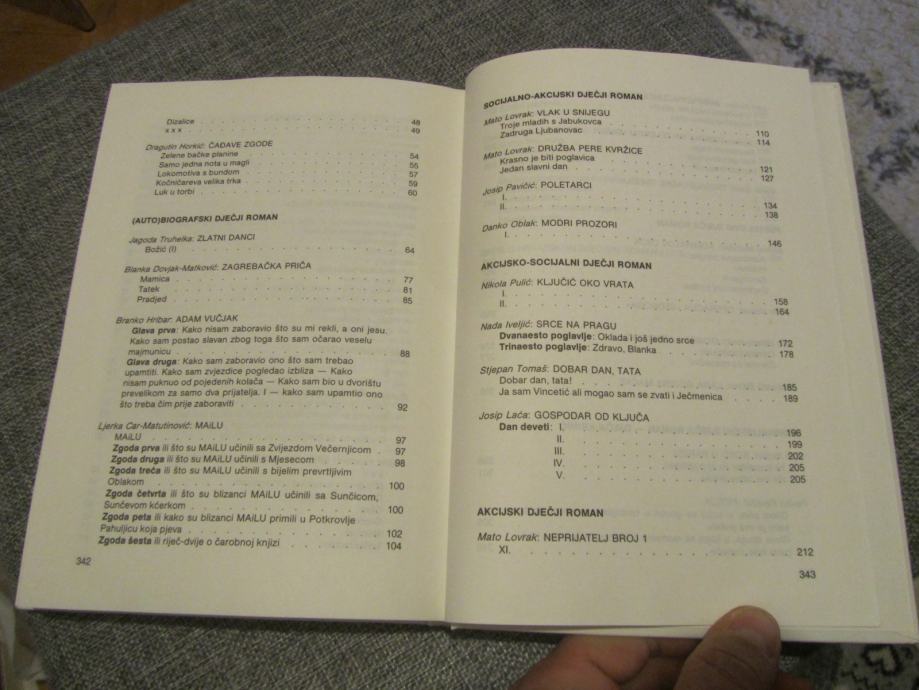 Dizalice . . . 48
x x x . . . 49
Dragutin Horkić: ČAĐAVE ZGODE
Zelene bačke planine . . . 54
Samo jedna nota u magli . . . 56
Lokomotiva s bundom . . . 57
Kočničareva velika trka . . . 59
Luk u torbi . . . 60
(AUTO)BIOGRAFSKI DJEČJI ROMAN
Jagoda Truhelka: ZLATNI DANCI
Božić (I) . . . 64
Blanka Dovjak-Matković: ZAGREBAČKA PRIČA
Mamica . . . 77
Tatek . . . 81
Pradjed . . . 85
Branko Hribar: ADAM VUČJAK
Glava prva: Kako nisam zaboravio što su mi rekli, a oni jesu.
Kako sam postao slavan zbog toga što sam očarao veselu
majmunicu . . . 88
Glava druga: Kako sam zaboravio ono što sam trebao
upamtiti. Kako sam zvjezdice pogledao izbliza — Kako
nisam puknuo od pojedenih kolača — Kako sam bio u dvorištu
prevelikom za samo dva prijatelja. I — kako sam upamtio ono
što treba čim prije zaboraviti . . . 92
Ljerka Car-Matutinović: MAiLU
MAiLU . . . 97
Zgoda prva ili što su MAiLU učinili sa Zvijezdom Večernjicom . 97
Zgoda druga ili što su MAiLU učinili s Mjesecom . . . 98
Zgoda treća ili što su MAiLU učinili s bijelim prevrtljivim
Oblakom . . . 100
Zgoda četvrta ili što su blizanci MAiLU učinili sa Sunčicom,
Sunčevom kćerkom . . . 100
Zgoda peta ili kako su blizanci MAiLU primili u Potkrovlje
Pahuljicu koja pjeva . . . 102
Zgoda šesta ili riječ-dvije o čarobnoj knjizi . . . 104
342
SOCIJALNO-AKCIJSKI DJEČJI ROMAN
Mato Lovrak: VLAK U SNIJEGU
Troje mladih s Jabukovca . . . 110
Zadruga Ljubanovac . . . 114
Mato Lovrak: DRUŽBA PERE KVRŽICE
Krasno je biti poglavica . . . 121
Jedan slavni dan . . . 127
Josip Pavičić: POLETARCI
I. . . . 134
II. . . . 138
Danko Oblak: MODRI PROZORI
I. . . . 146
AKCIJSKO-SOCIJALNI DJEČJI ROMAN
Nikola Pulić: KLJUČIĆ OKO VRATA
I. . . . 158
II. . . . 164
Nada Iveljić: SRCE NA PRAGU
Dvanaesto poglavlje: Oklada i još jedno srce . . . 172
Trinaesto poglavlje: Zdravo, Blanka . . . 178
Stjepan Tomaš: DOBAR DAN, TATA
Dobar dan, tata! . . . 185
Ja sam Vincetić ali mogao sam se zvati i Ječmenica . . . 189
Josip Laća: GOSPODAR OD KLJUČA
Dan deveti: I. . . . 196
II. . . . 199
III. . . . 202
IV. . . . 205
V. . . . 205
AKCIJSKI DJEČJI ROMAN
Mato Lovrak: NEPRIJATELJ BROJ 1
XI. . . . 212
343